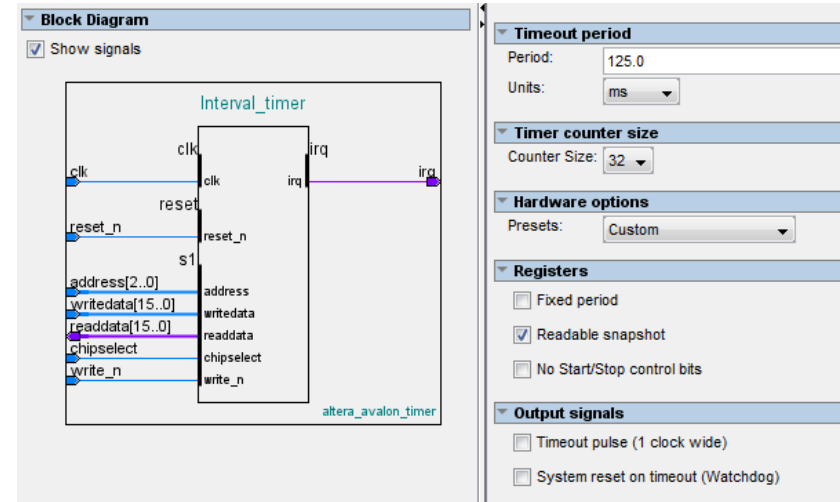 Block Diagram
Show signals
Interval_timer
clk
irq
clk
irq
clk
irq
reset
reset_n
reset_n
s1
address[2..0]
address
writedata[15..0]
writedata
readdata[15..0]
readdata
chipselect
chipselect
write_n
write_n
altera_avalon_timer
Timeout period
Period: 125.0
Units: ms
Timer counter size
Counter Size: 32
Hardware options
Presets: Custom
Registers
Fixed period
Readable snapshot
No Start/Stop control bits
Output signals
Timeout pulse (1 clock wide)
System reset on timeout (Watchdog)